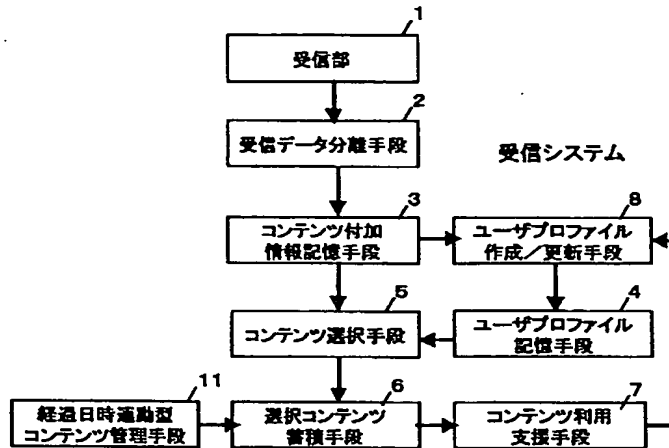 1
受信部
2
受信データ分離手段
受信システム
3
コンテンツ付加
情報記憶手段
8
ユーザプロファイル
作成／更新手段
5
コンテンツ選択手段
4
ユーザプロファイル
記憶手段
11
経過日時連動型
コンテンツ管理手段
6
選択コンテンツ
蓄積手段
7
コンテンツ利用
支援手段